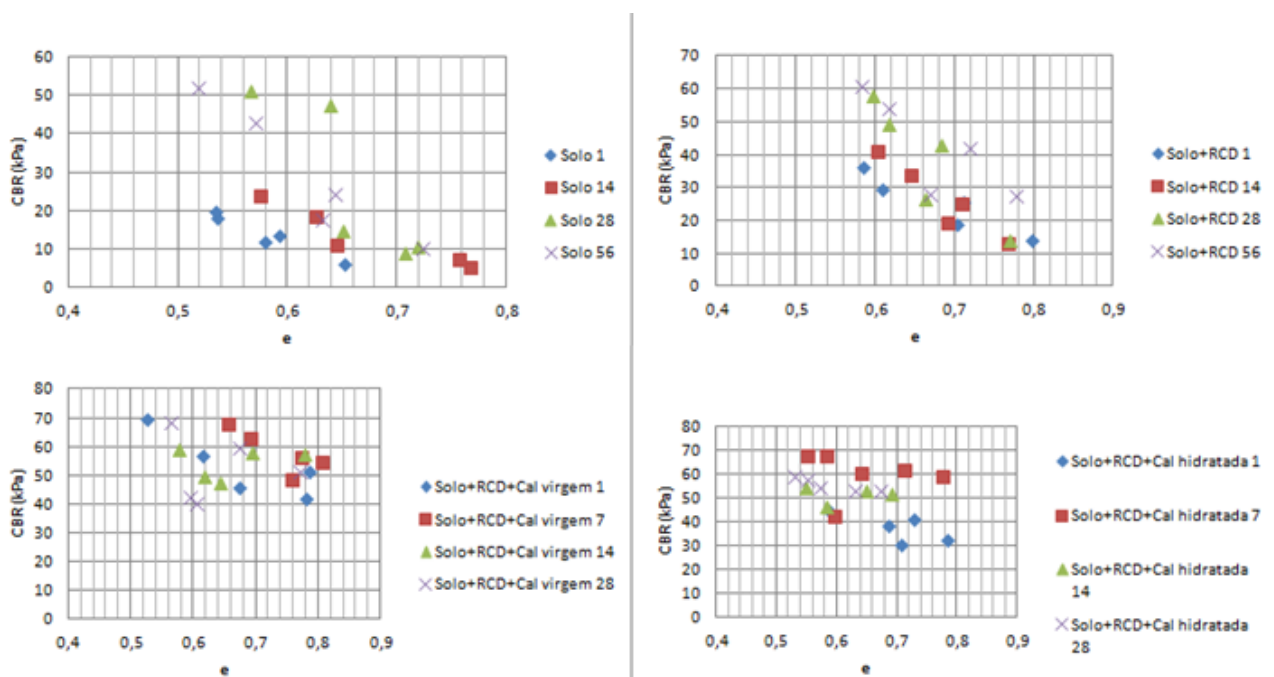 60
50
40
30
20
10
0
CBR (kPa)
0,4 0,5 0,6 0,7 0,8
e
Solo 1
Solo 14
Solo 28
Solo 56
70
60
50
40
30
20
10
0
CBR (kPa)
0,4 0,5 0,6 0,7 0,8 0,9
e
Solo+RCD 1
Solo+RCD 14
Solo+RCD 28
Solo+RCD 56
80
70
60
50
40
30
20
10
0
CBR (kPa)
0,4 0,5 0,6 0,7 0,8 0,9
e
Solo+RCD+Cal virgem 1
Solo+RCD+Cal virgem 7
Solo+RCD+Cal virgem 14
Solo+RCD+Cal virgem 28
80
70
60
50
40
30
20
10
0
CBR (kPa)
0,4 0,5 0,6 0,7 0,8 0,9
e
Solo+RCD+Cal hidratada 1
Solo+RCD+Cal hidratada 7
Solo+RCD+Cal hidratada
14
Solo+RCD+Cal hidratada
28